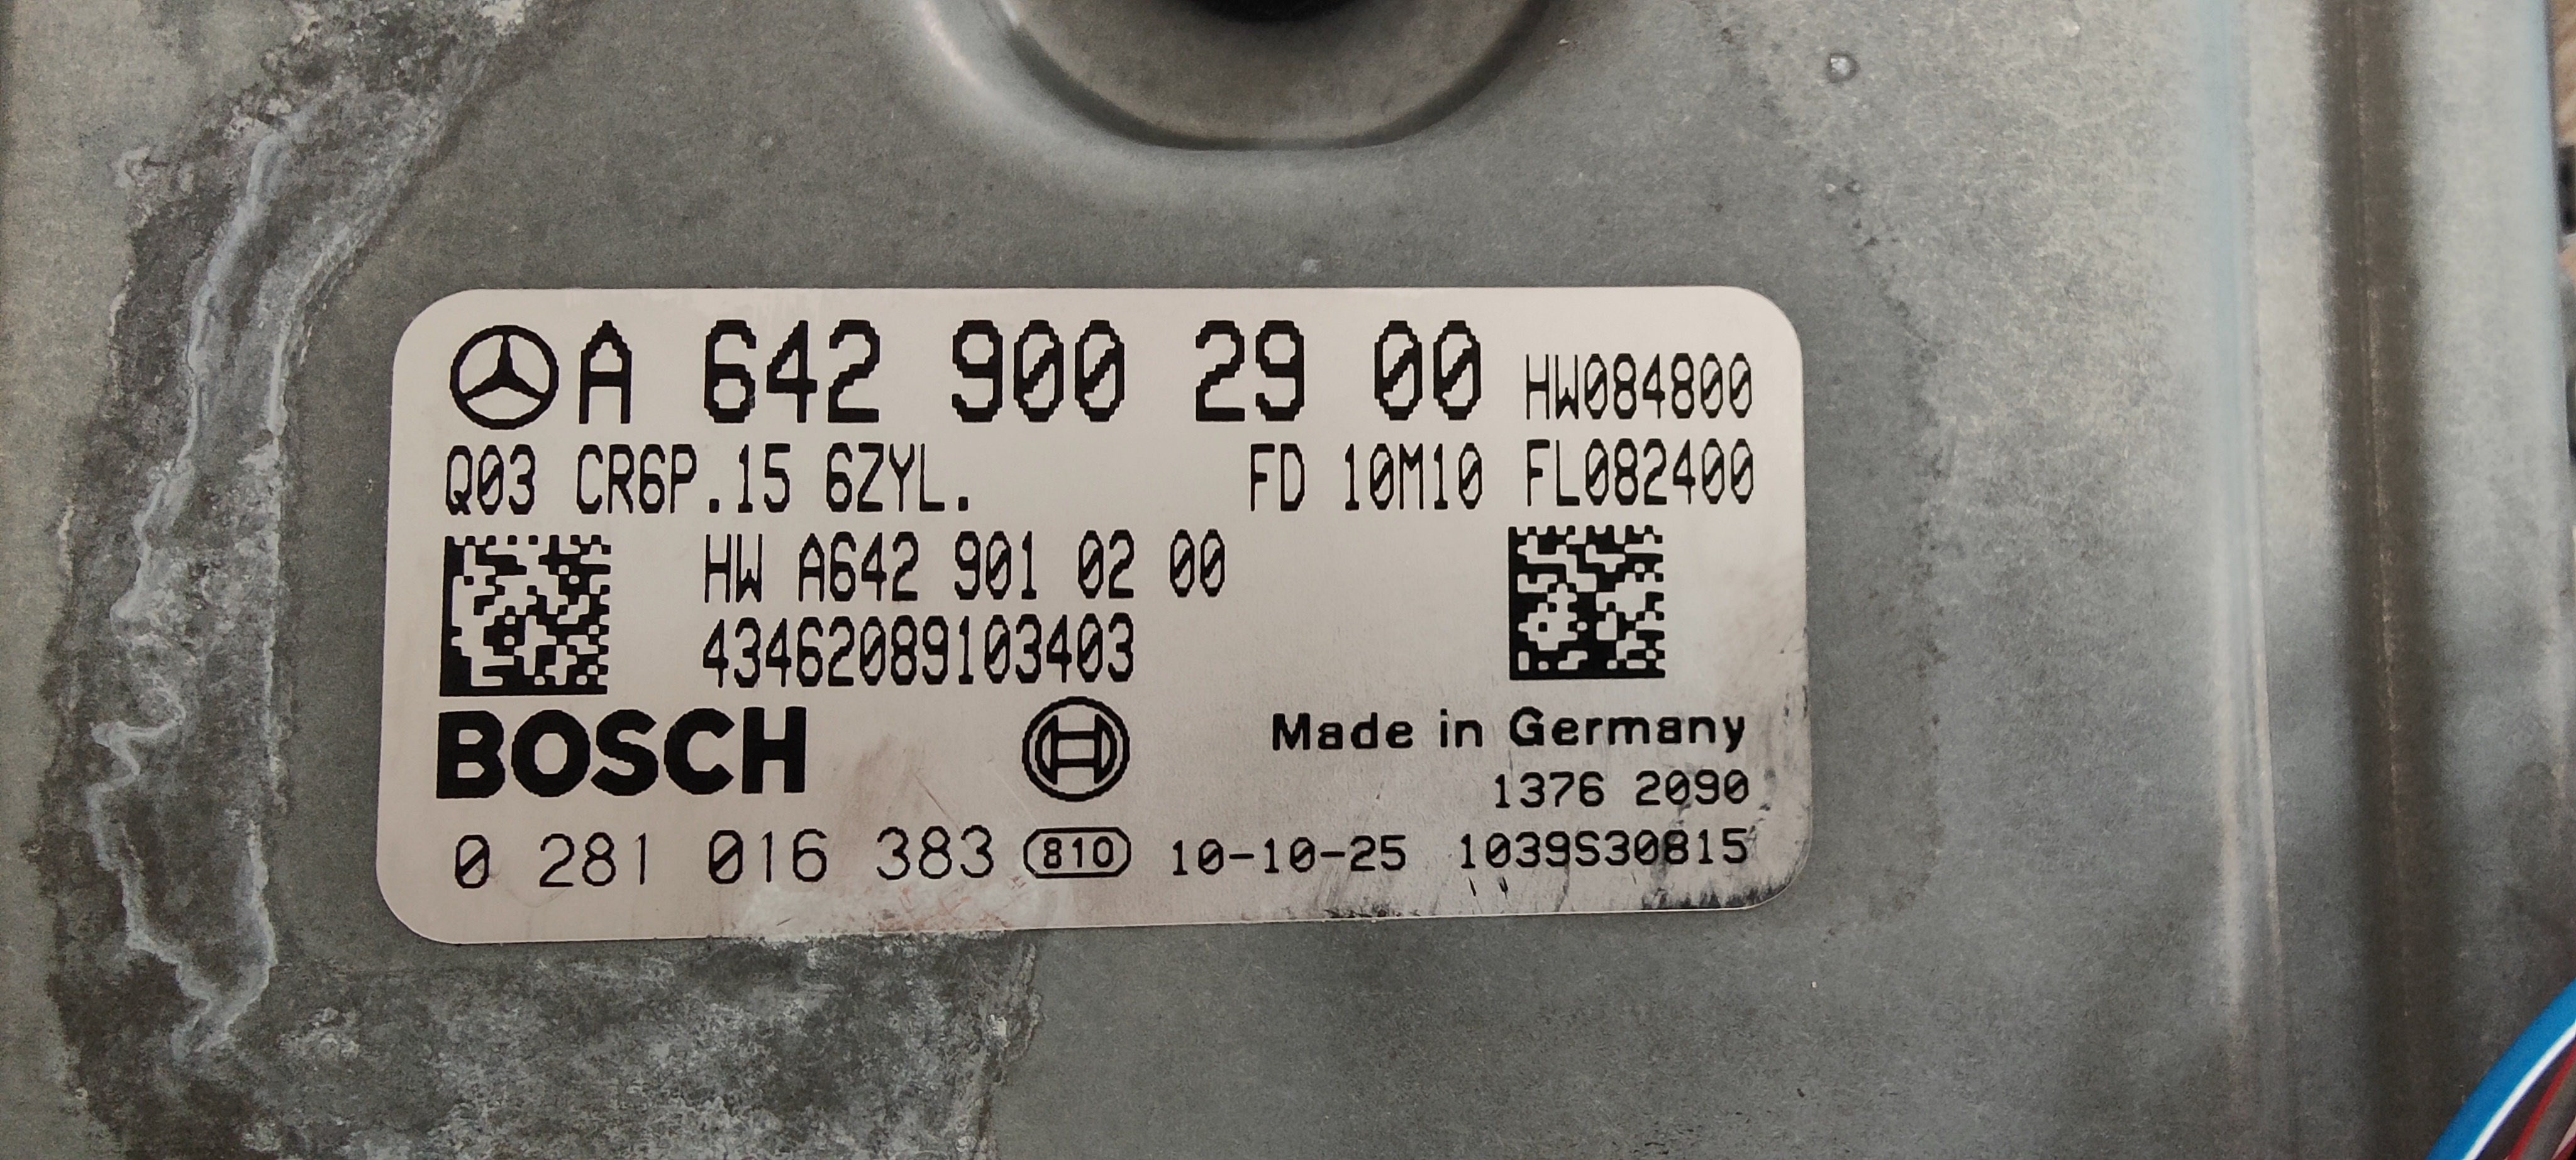 A 642 900 29 00 HW084800
Q03 CR6P.15 6ZYL. FD 10M10 FL082400
HW A642 901 02 00
43462089103403
BOSCH Made in Germany
1376 2090
0 281 016 383 810 10-10-25 1039S30815